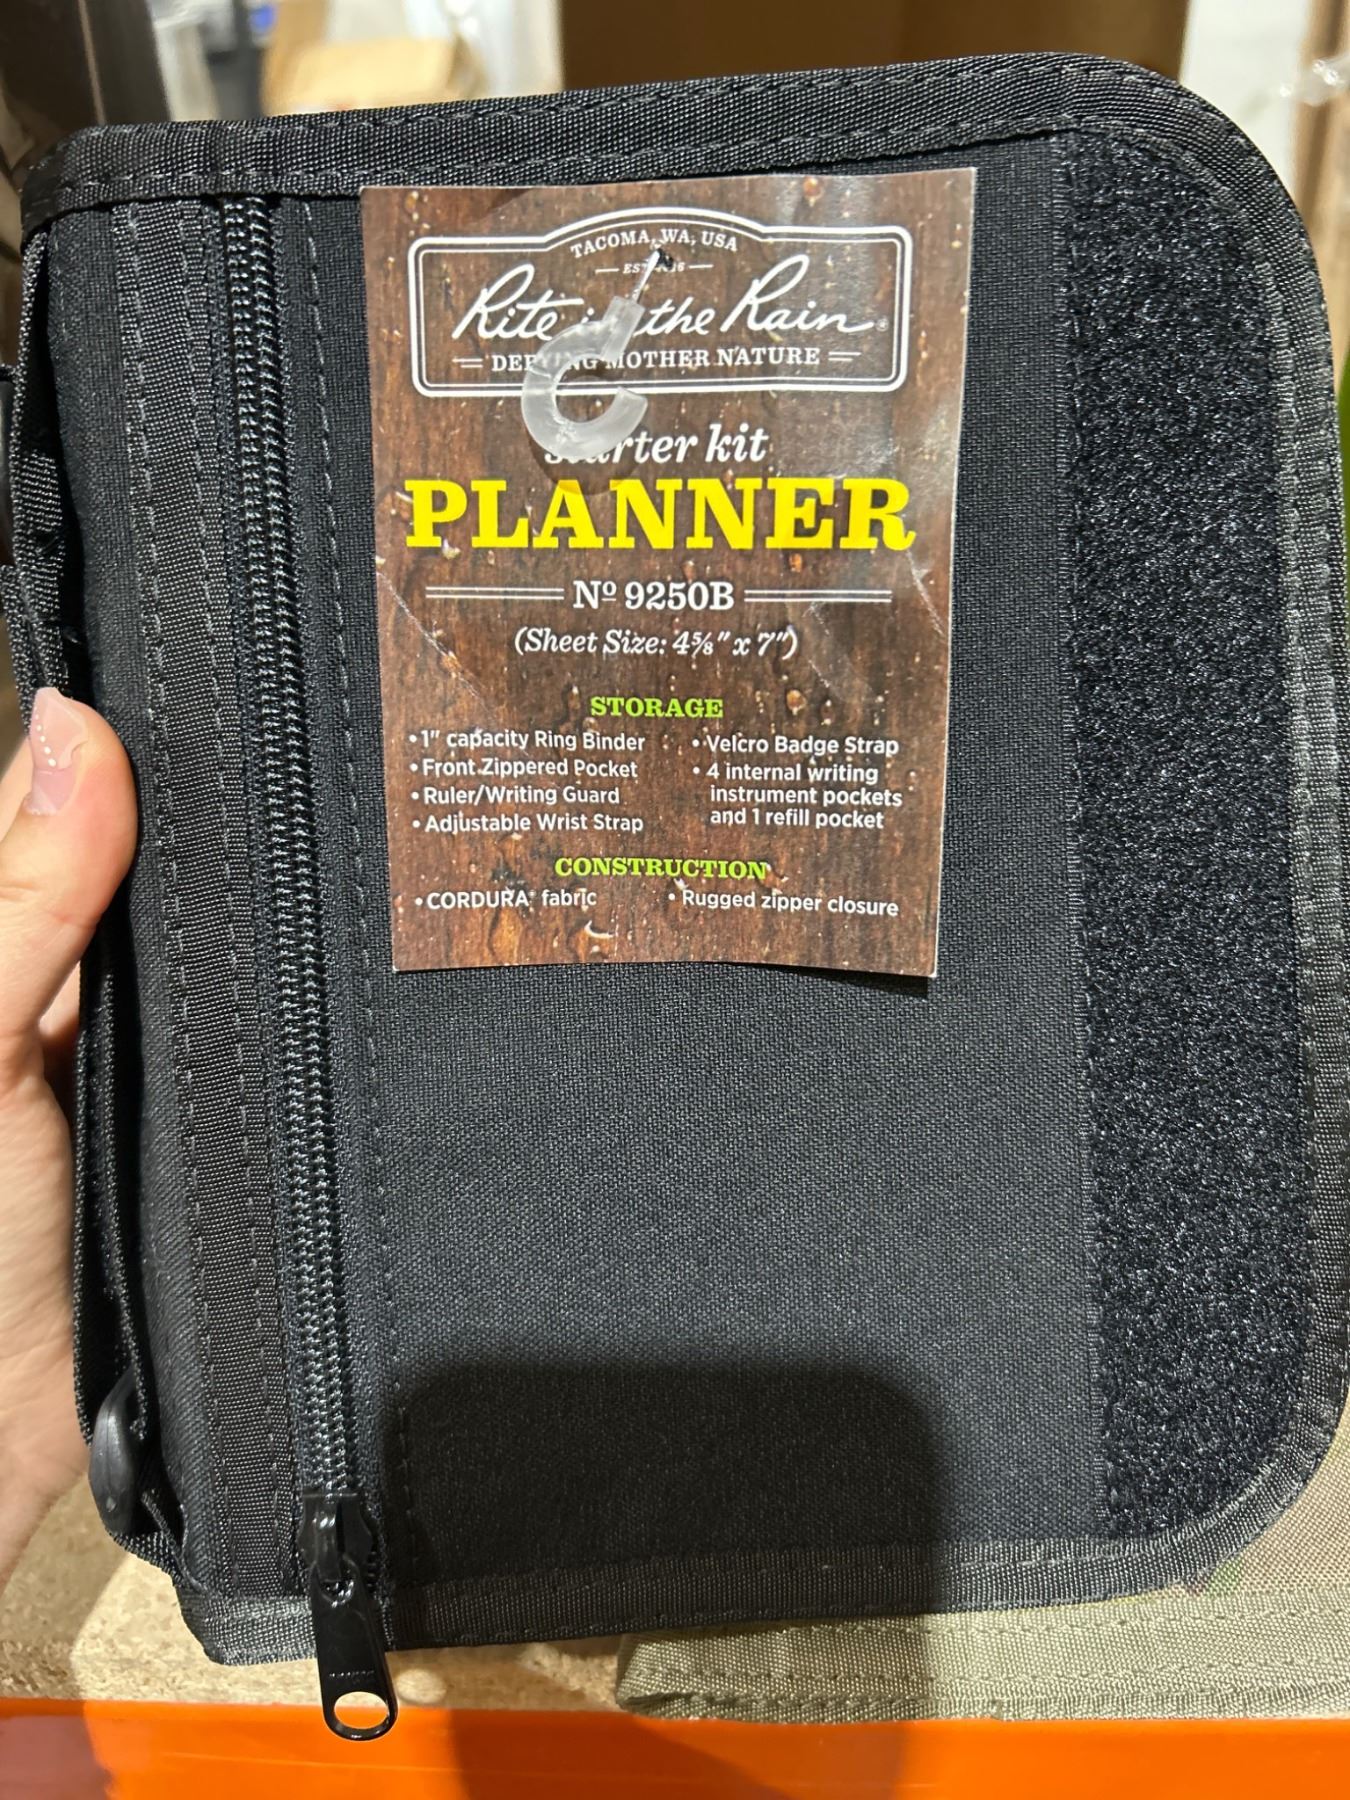 TACOMA, WA, USA
Rite the Rain®
MOTHER NATURE
kit
PLANNER
Nº 9250B
(Sheet Size: 4⅝" x 7")
STORAGE
• 1" capacity Ring Binder
• Front Zippered Pocket
• Ruler/Writing Guard
• Adjustable Wrist Strap
• Velcro Badge Strap
• 4 internal writing
instrument pockets
and 1 refill pocket
CONSTRUCTION
• CORDURA® fabric
• Rugged zipper closure